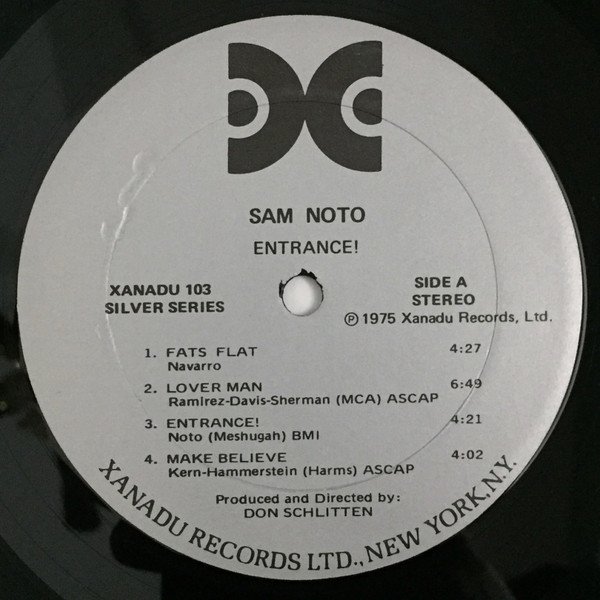 SAM NOTO
ENTRANCE!
XANADU 103
SILVER SERIES
SIDE A
STEREO
℗ 1975 Xanadu Records, Ltd.
1. FATS FLAT 4:27
Navarro
2. LOVER MAN 6:49
Ramirez-Davis-Sherman (MCA) ASCAP
3. ENTRANCE! 4:21
Noto (Meshugah) BMI
4. MAKE BELIEVE 4:02
Kern-Hammerstein (Harms) ASCAP
Produced and Directed by:
DON SCHLITTEN
XANADU RECORDS LTD., NEW YORK, N.Y.